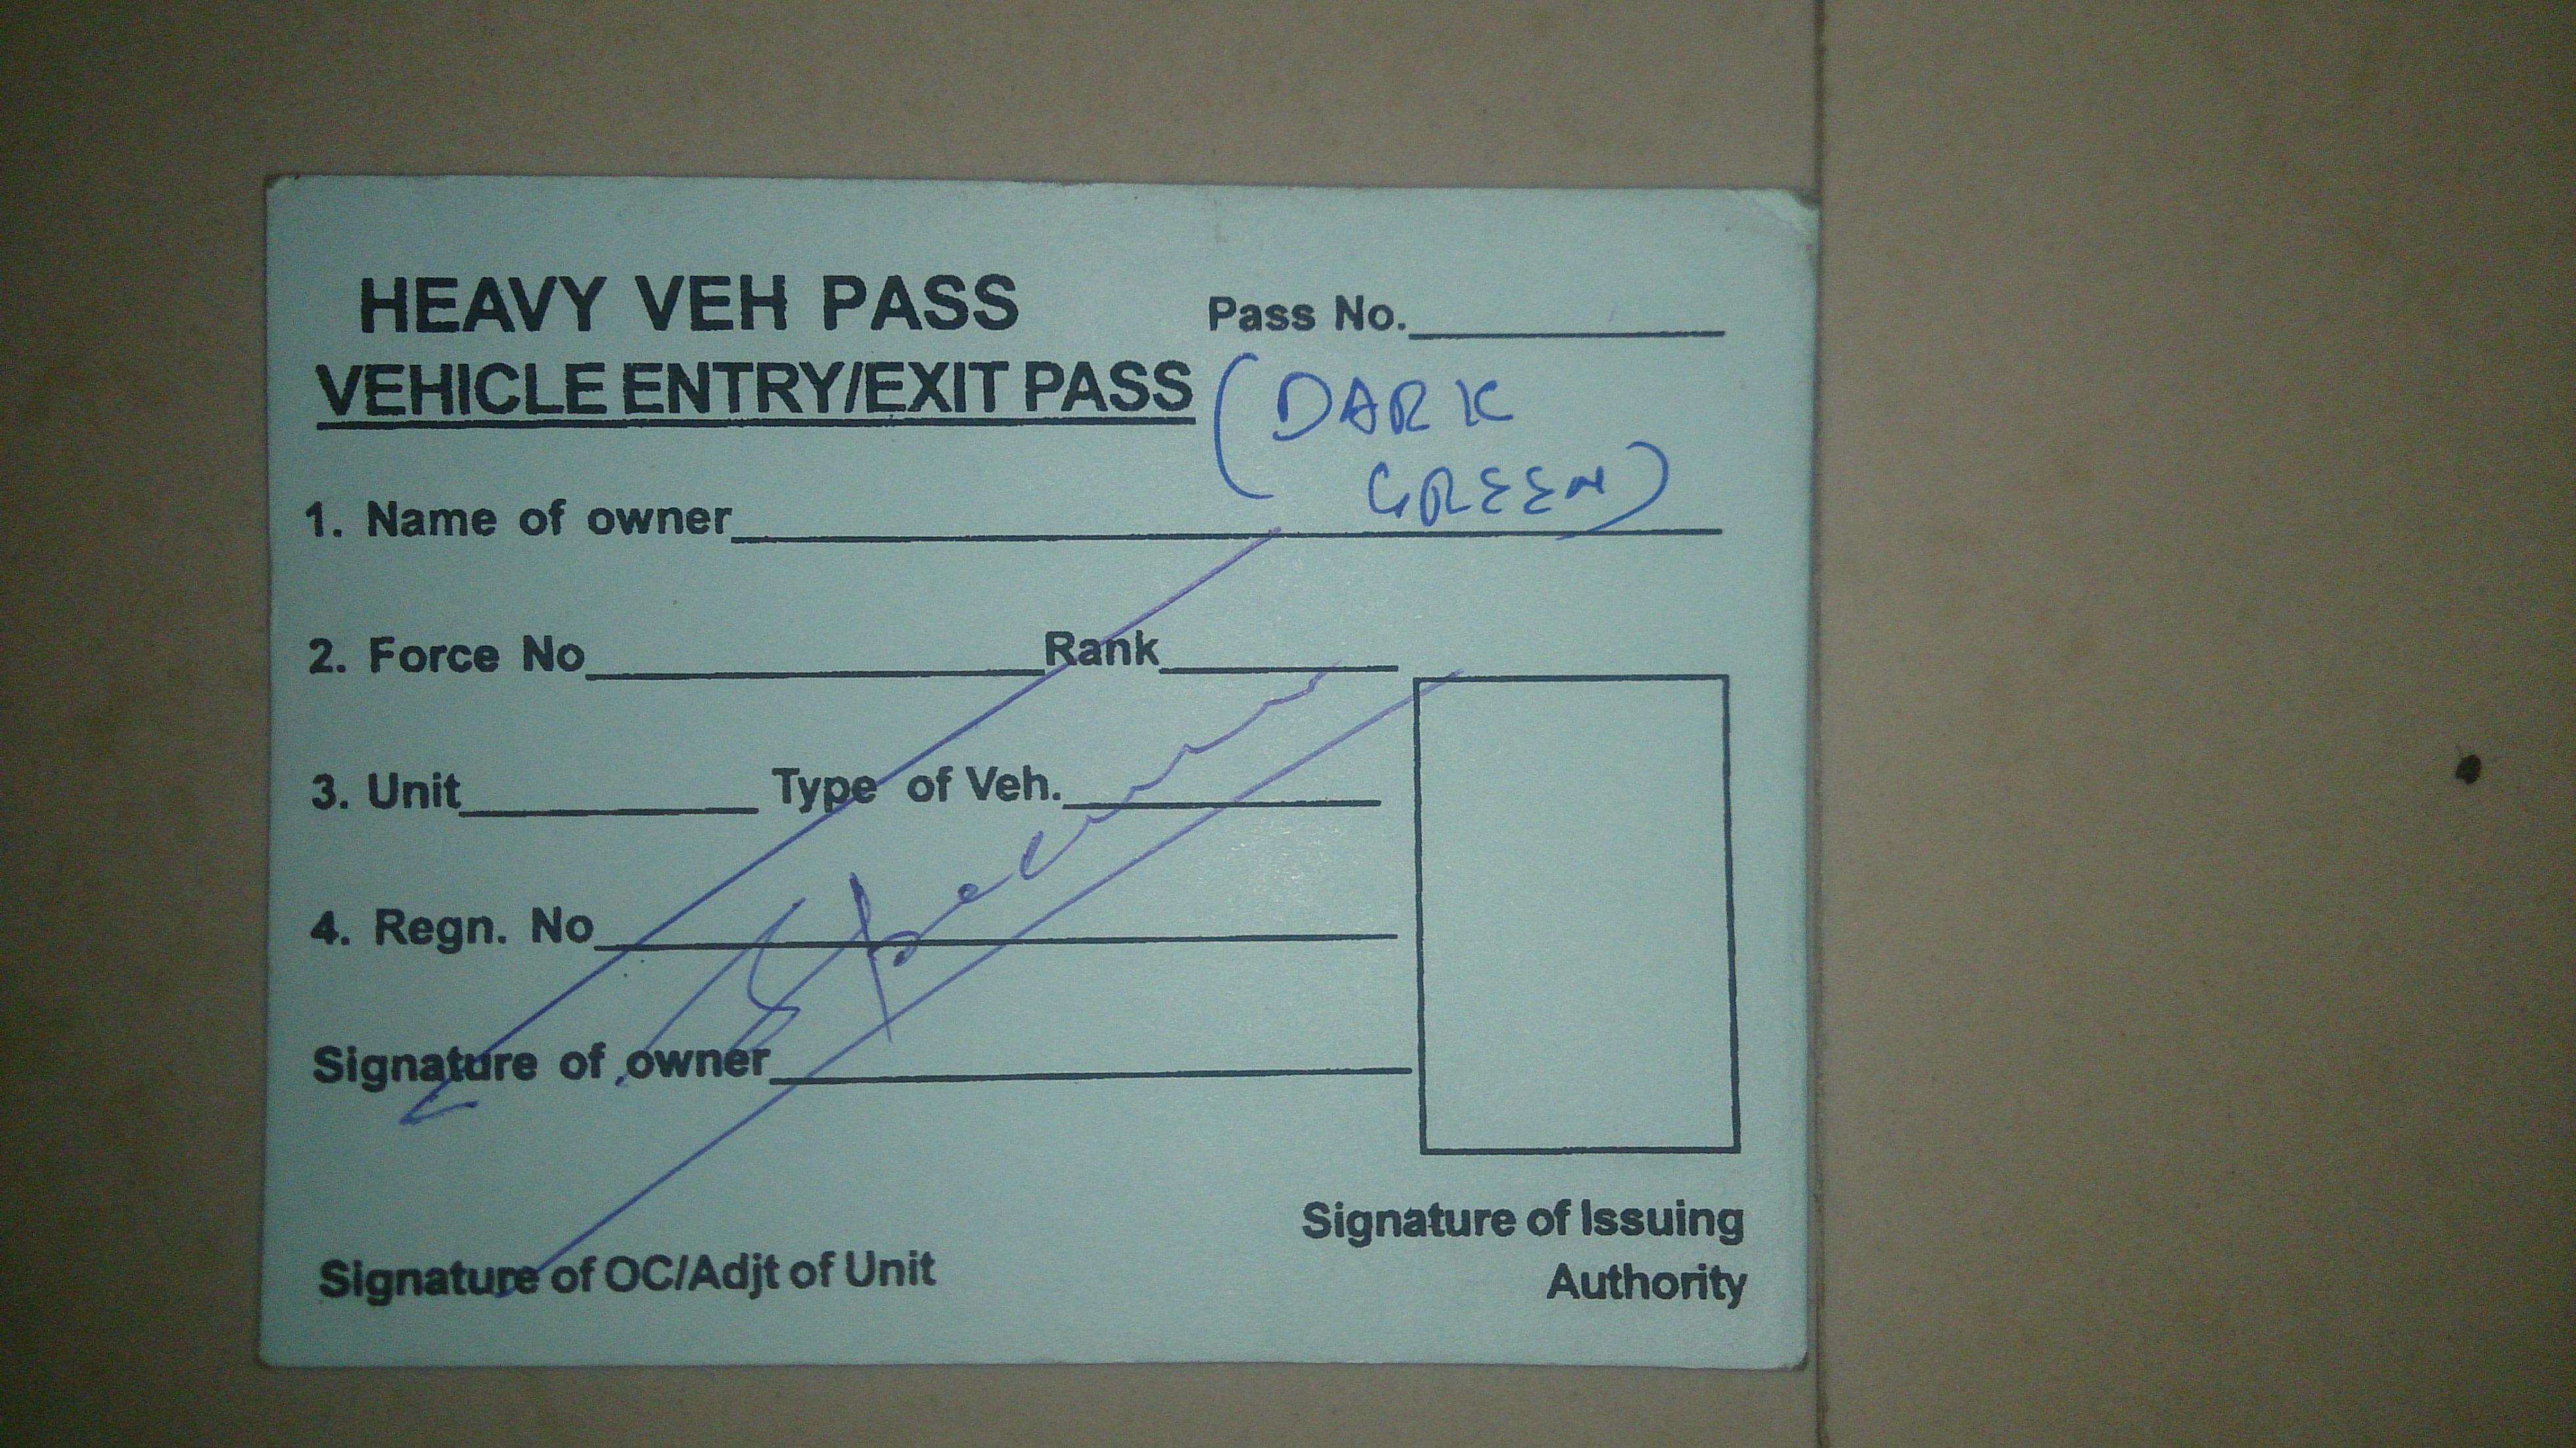 HEAVY VEH PASS Pass No.
VEHICLE ENTRY/EXIT PASS (DARK
GREEN)
1. Name of owner
2. Force No Rank
3. Unit Type of Veh.
4. Regn. No
Signature of owner
Signature of Issuing
Signature of OC/Adjt of Unit Authority